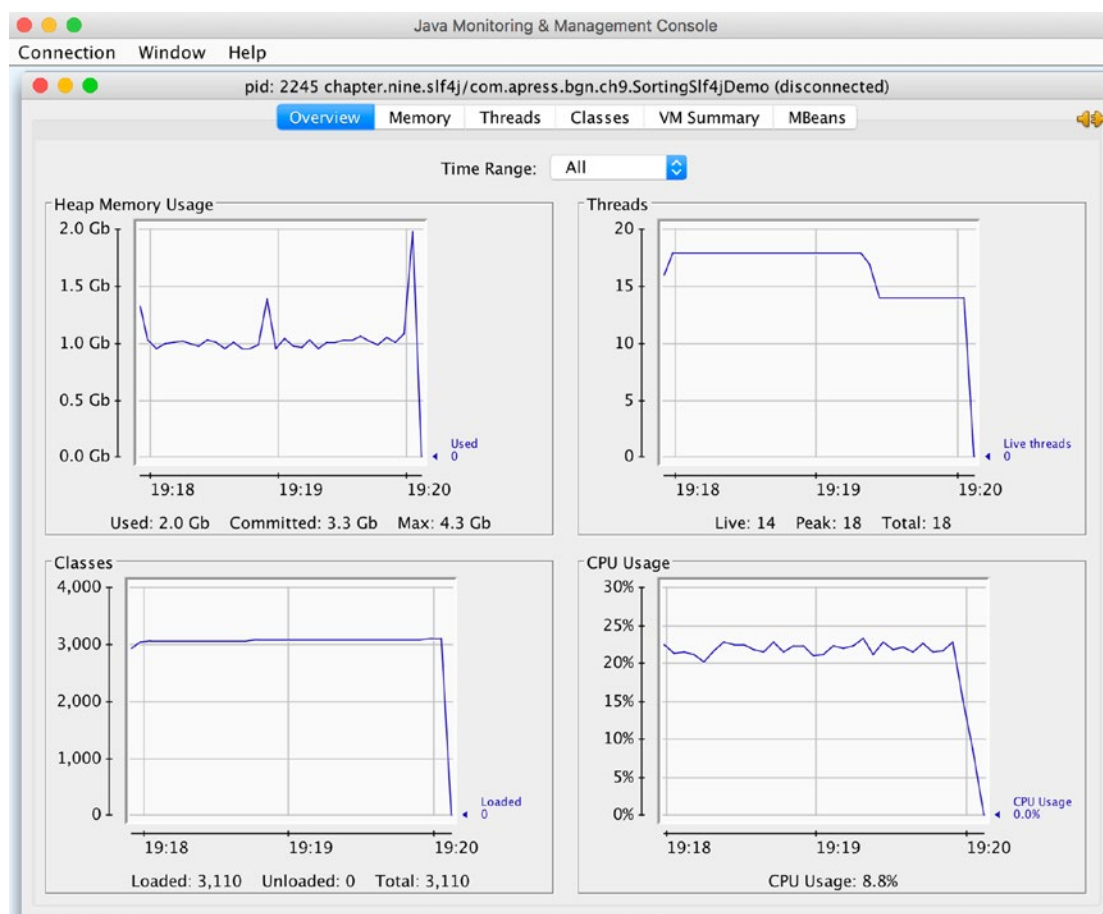 Java Monitoring & Management Console
Connection Window Help
pid: 2245 chapter.nine.slf4j/com.apress.bgn.ch9.SortingSlf4jDemo (disconnected)
Overview Memory Threads Classes VM Summary MBeans
Time Range: All
Heap Memory Usage
2.0 Gb
1.5 Gb
1.0 Gb
0.5 Gb
0.0 Gb
Used
0
19:18 19:19 19:20
Used: 2.0 Gb Committed: 3.3 Gb Max: 4.3 Gb
Threads
20
15
10
5
0
Live threads
0
19:18 19:19 19:20
Live: 14 Peak: 18 Total: 18
Classes
4,000
3,000
2,000
1,000
0
Loaded
0
19:18 19:19 19:20
Loaded: 3,110 Unloaded: 0 Total: 3,110
CPU Usage
30%
25%
20%
15%
10%
5%
0%
CPU Usage
0.0%
19:18 19:19 19:20
CPU Usage: 8.8%